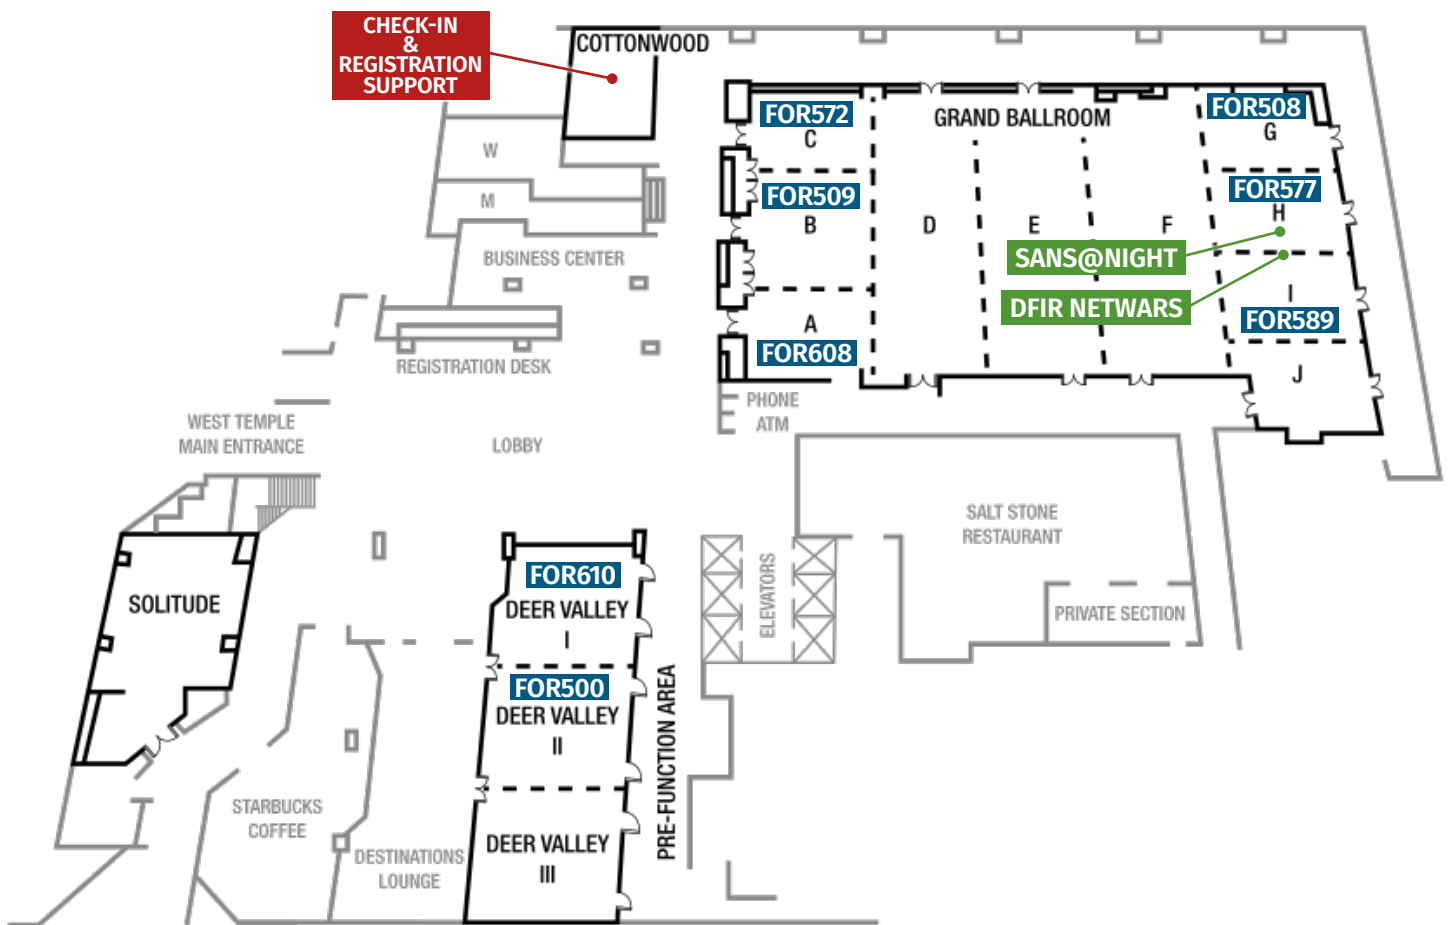 CHECK-IN
&
REGISTRATION
SUPPORT
COTTONWOOD
FOR572
C
GRAND BALLROOM
FOR508
G
W
M
FOR509
B
D
E
F
FOR577
H
BUSINESS CENTER
SANS@NIGHT
DFIR NETWARS
I
FOR589
A
FOR608
REGISTRATION DESK
J
PHONE
ATM
WEST TEMPLE
MAIN ENTRANCE
LOBBY
SALT STONE
RESTAURANT
ELEVATORS
PRIVATE SECTION
SOLITUDE
FOR610
DEER VALLEY
I
FOR500
DEER VALLEY
II
PRE-FUNCTION AREA
STARBUCKS
COFFEE
DESTINATIONS
LOUNGE
DEER VALLEY
III